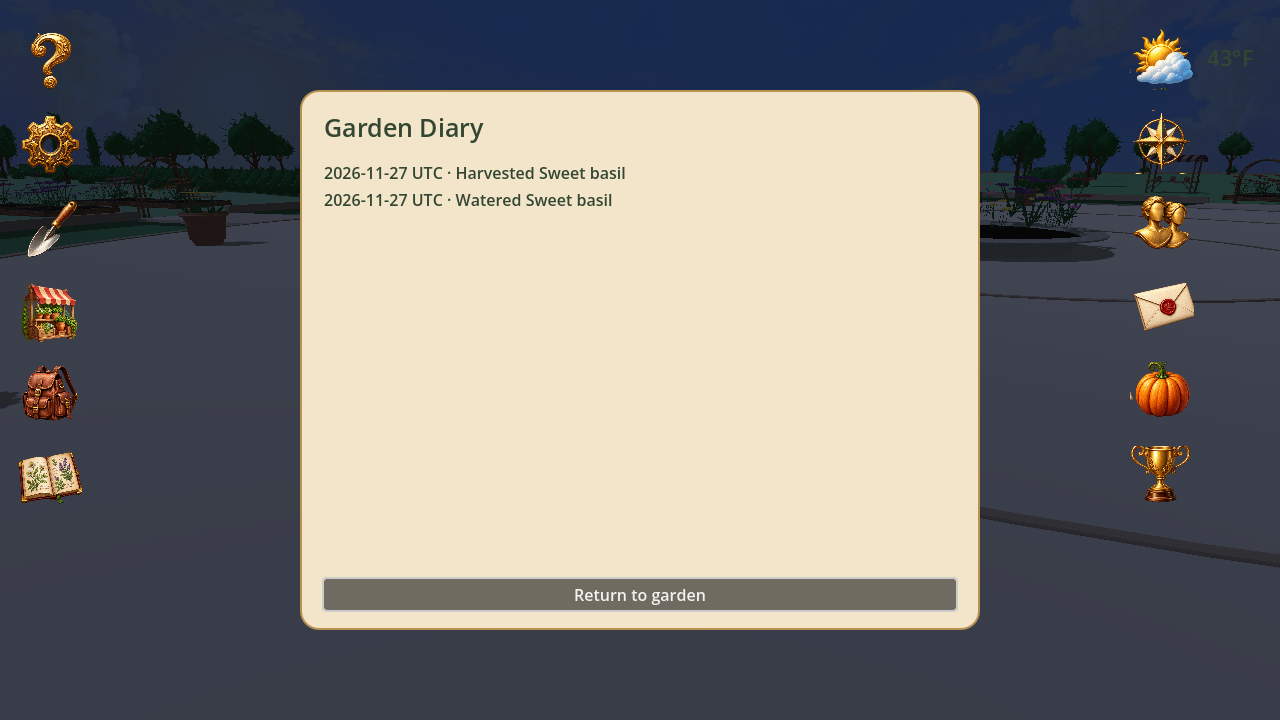 43°F
Garden Diary
2026-11-27 UTC · Harvested Sweet basil
2026-11-27 UTC · Watered Sweet basil
Return to garden